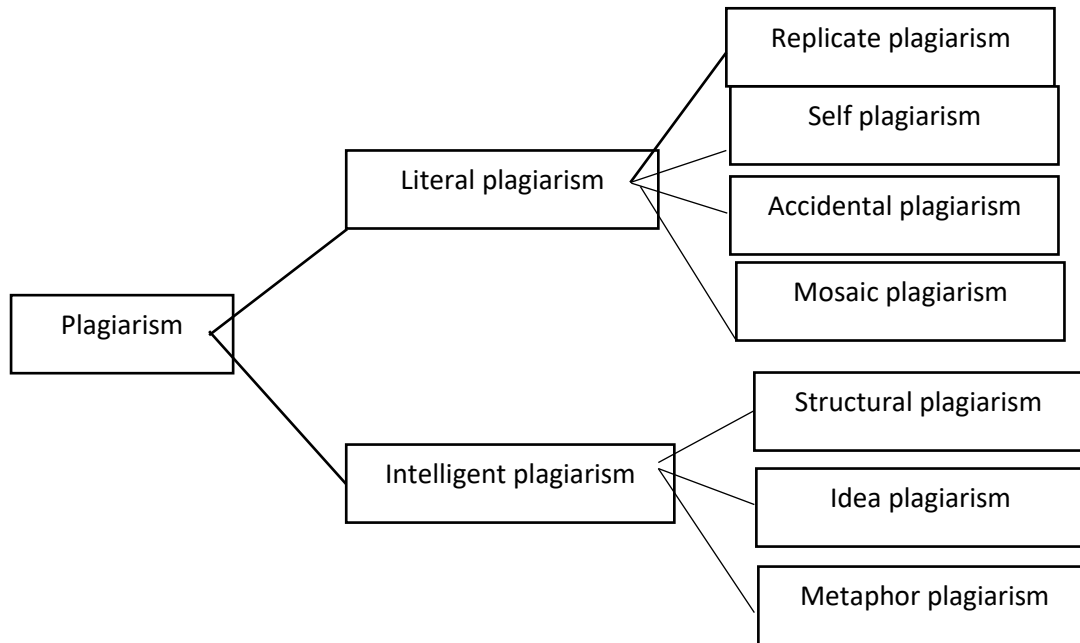 Replicate plagiarism
Self plagiarism
Literal plagiarism
Accidental plagiarism
Mosaic plagiarism
Plagiarism
Structural plagiarism
Intelligent plagiarism
Idea plagiarism
Metaphor plagiarism